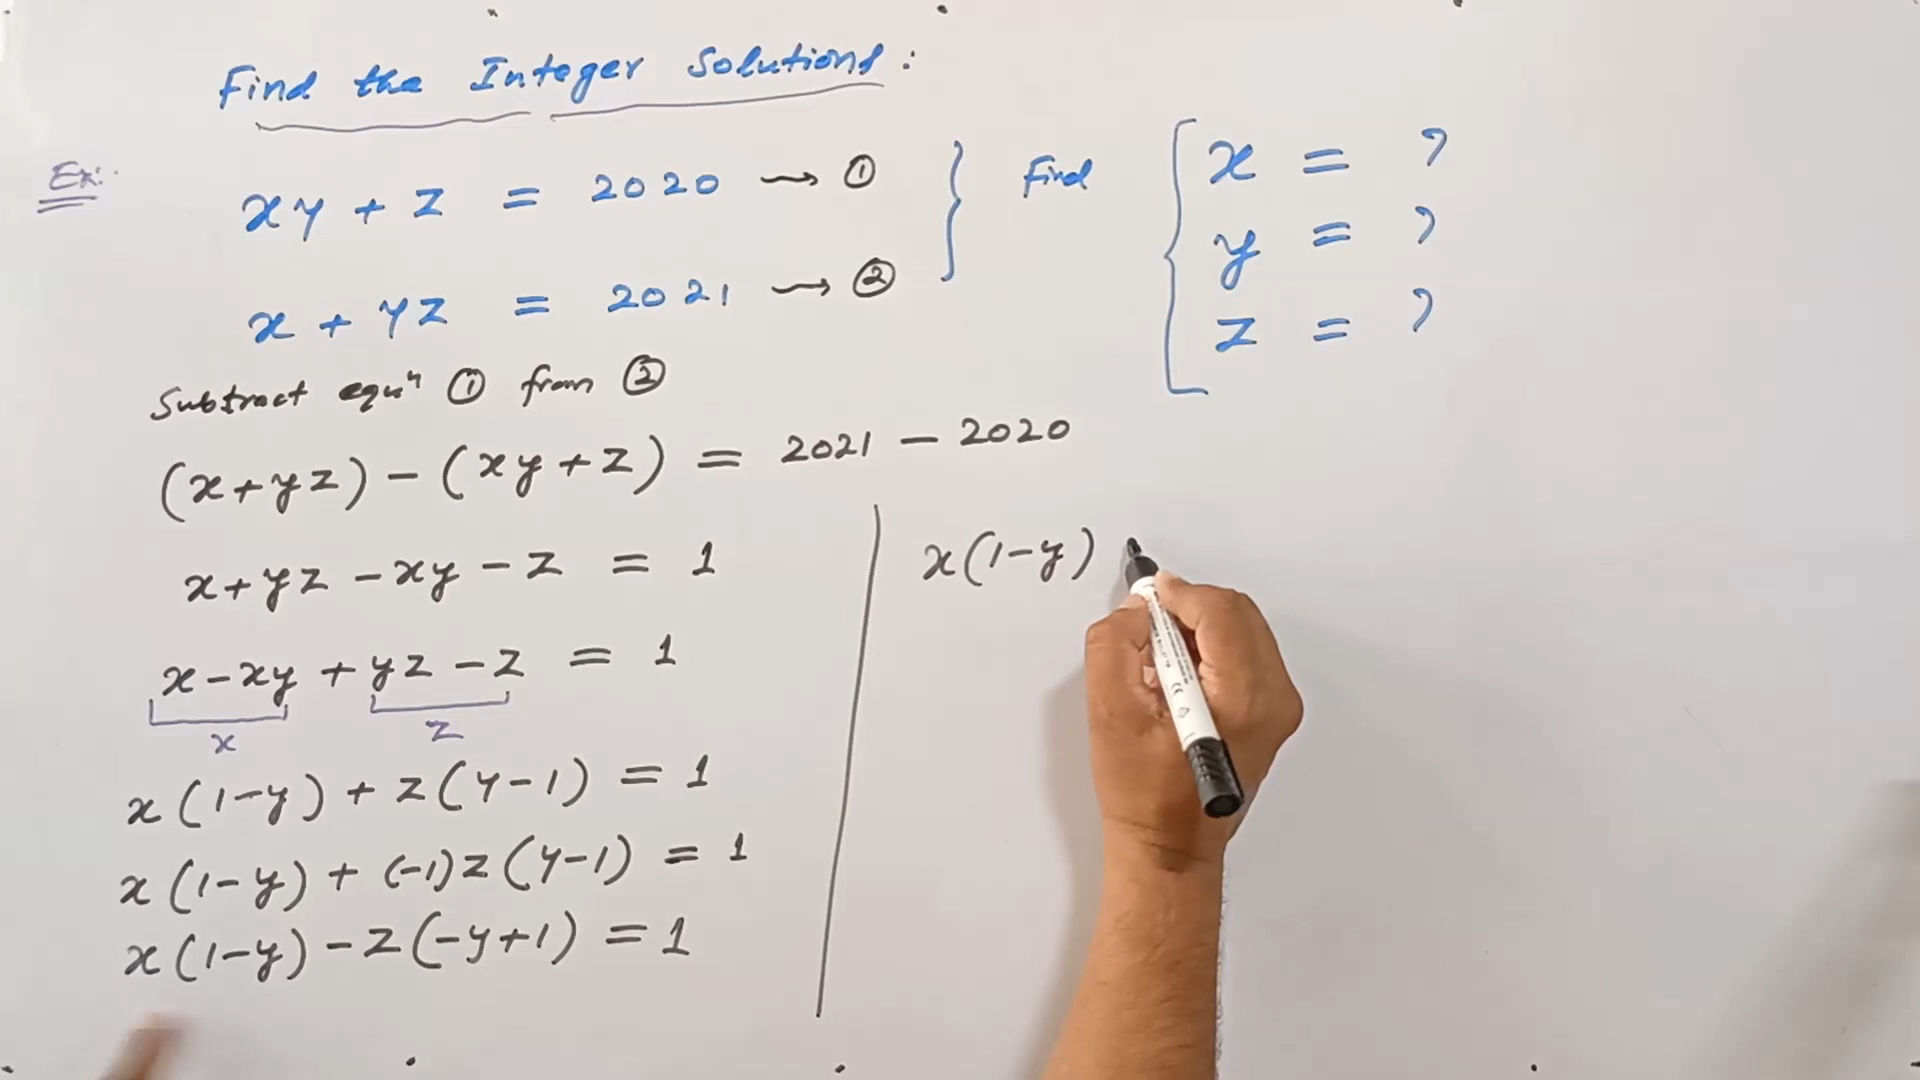 Find the Integer Solutions:
Ex:-
xy + z = 2020 → ①
x + yz = 2021 → ②
Find
x = ?
y = ?
z = ?
Subtract equⁿ ① from ②
(x+yz) - (xy+z) = 2021 - 2020
x+yz - xy - z = 1
x - xy + yz - z = 1
x z
x(1-y) + z(y-1) = 1
x(1-y) + (-1)z(y-1) = 1
x(1-y) - z(-y+1) = 1
x(1-y)